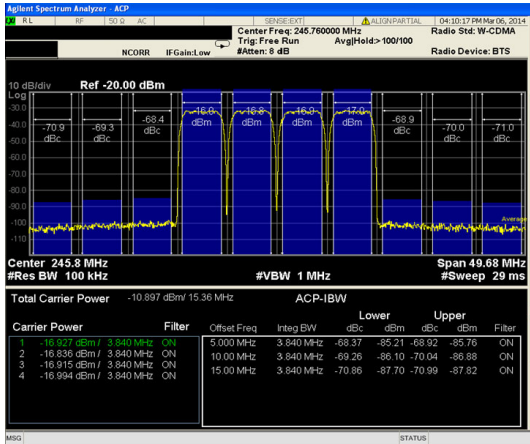 Agilent Spectrum Analyzer - ACP
RL RF 50 Ω AC SENSE:EXT ALIGN PARTIAL 04:10:17 PM Mar 06, 2014
Center Freq: 245.760000 MHz Radio Std: W-CDMA
Trig: Free Run Avg|Hold:>100/100
NCORR IFGain:Low #Atten: 8 dB Radio Device: BTS
10 dB/div Ref -20.00 dBm
Log
-30.0
-40.0
-50.0
-60.0
-70.0
-80.0
-90.0
-100
-110
-70.9 dBc
-69.3 dBc
-68.4 dBc
-16.9 dBm
-16.8 dBm
-16.9 dBm
-17.0 dBm
-68.9 dBc
-70.0 dBc
-71.0 dBc
Average
Center 245.8 MHz Span 49.68 MHz
#Res BW 100 kHz #VBW 1 MHz #Sweep 29 ms
Total Carrier Power -10.897 dBm/ 15.36 MHz ACP-IBW
Lower Upper
Carrier Power Filter Offset Freq Integ BW dBc dBm dBc dBm Filter
1 -16.927 dBm / 3.840 MHz ON 5.000 MHz 3.840 MHz -68.37 -85.21 -68.92 -85.76 ON
2 -16.836 dBm / 3.840 MHz ON 10.00 MHz 3.840 MHz -69.26 -86.10 -70.04 -86.88 ON
3 -16.915 dBm / 3.840 MHz ON 15.00 MHz 3.840 MHz -70.86 -87.70 -70.99 -87.82 ON
4 -16.994 dBm / 3.840 MHz ON
MSG STATUS